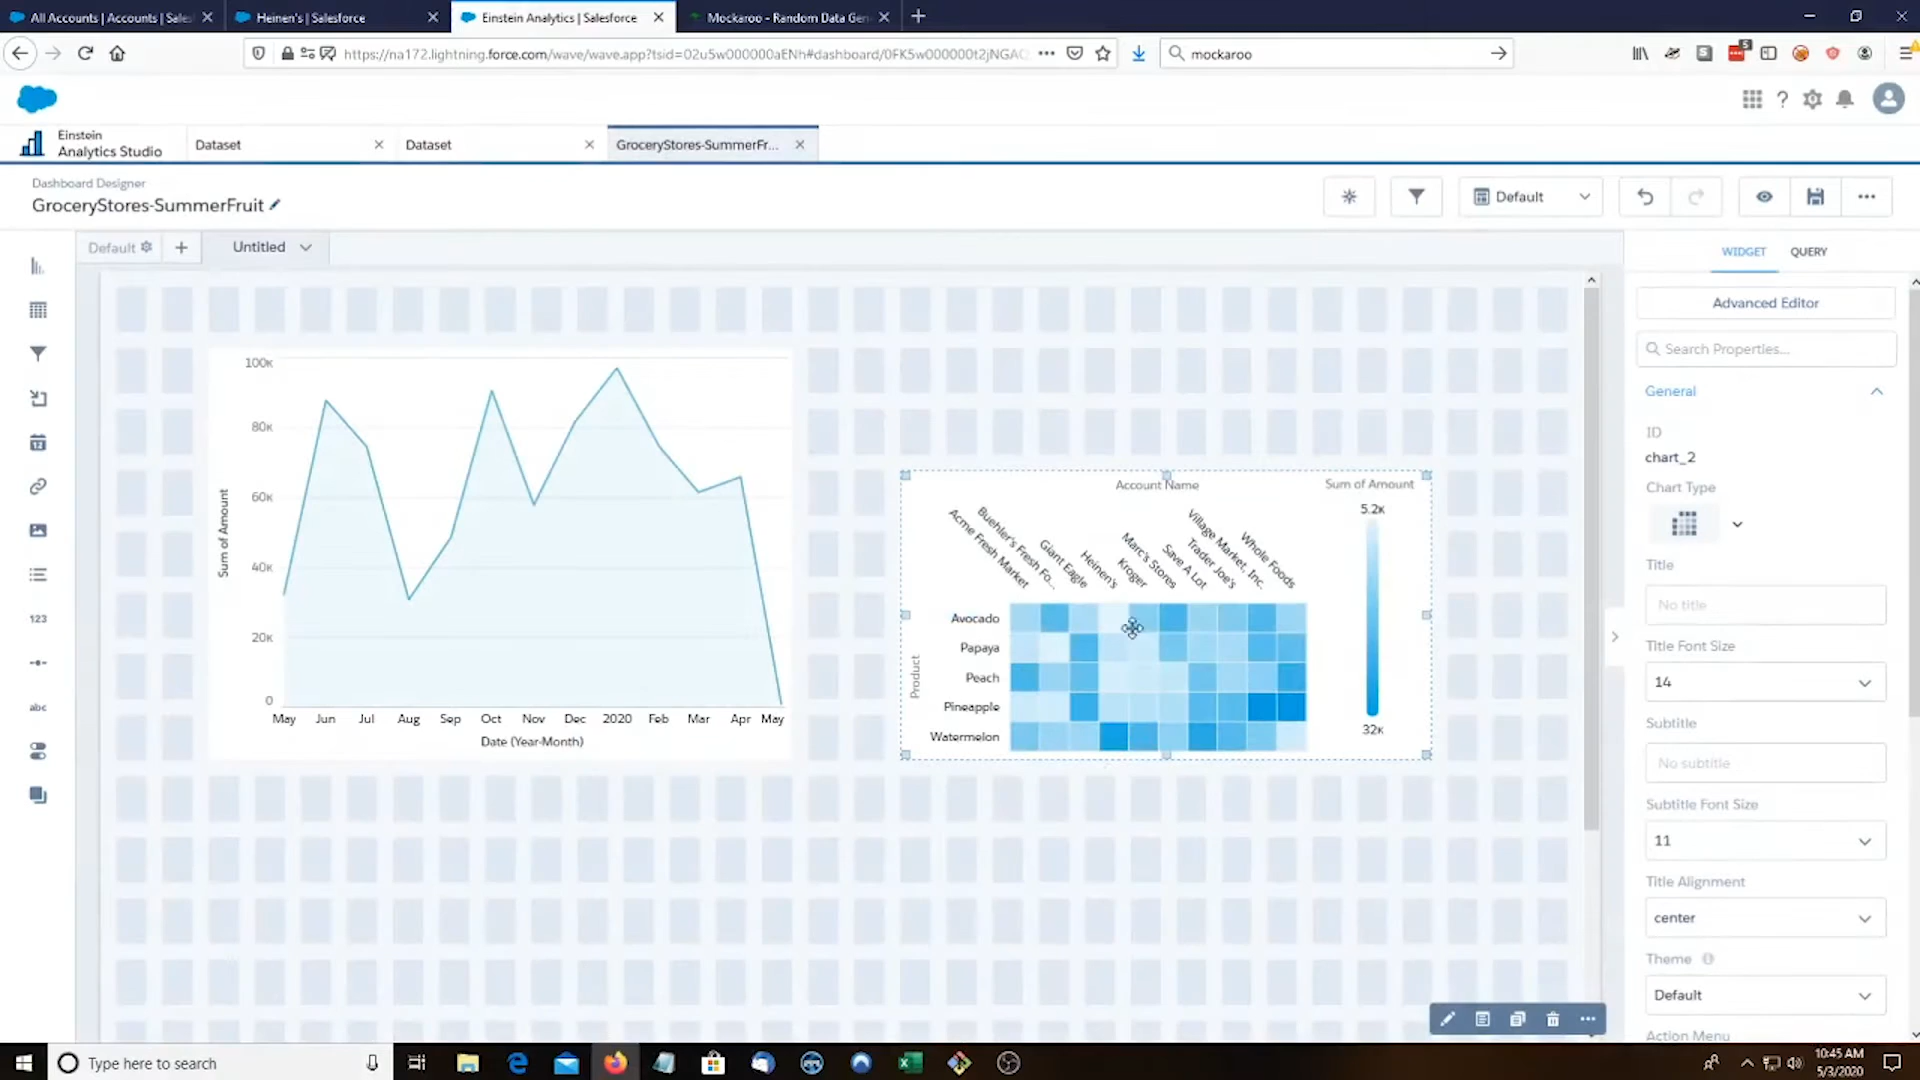 All Accounts | Accounts | Sales
Heinen's | Salesforce
Einstein Analytics | Salesforce
Mockaroo - Random Data Gen
https://na172.lightning.force.com/wave/wave.app?tsid=02u5w000000aENh#dashboard/0FK5w000000t2jNGAQ
mockaroo
5
Einstein
Analytics Studio
Dataset
Dataset
GroceryStores-SummerFr...
Dashboard Designer
GroceryStores-SummerFruit
Default
Default
Untitled
WIDGET
QUERY
Advanced Editor
Search Properties...
General
ID
chart_2
Chart Type
Title
No title
Title Font Size
14
Subtitle
No subtitle
Subtitle Font Size
11
Title Alignment
center
Theme
Default
Action Menu
12
123
abc
100K
80K
60K
40K
20K
0
Sum of Amount
May
Jun
Jul
Aug
Sep
Oct
Nov
Dec
2020
Feb
Mar
Apr
May
Date (Year-Month)
Account Name
Sum of Amount
5.2K
32K
Acme Fresh Market
Buehler's Fresh Fo...
Giant Eagle
Heinen's
Kroger
Marc's Stores
Save A Lot
Trader Joe's
Village Market, Inc.
Whole Foods
Product
Avocado
Papaya
Peach
Pineapple
Watermelon
Type here to search
10:45 AM
5/3/2020